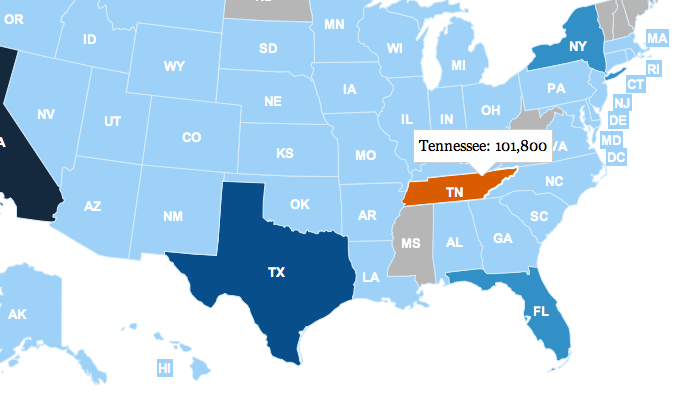 OR
ID
MN
WI
MI
NY
MA
RI
CT
NJ
DE
MD
DC
SD
WY
NE
IA
IL
IN
OH
PA
VA
NV
UT
CO
KS
MO
Tennessee: 101,800
TN
NC
SC
AZ
NM
OK
AR
MS
AL
GA
TX
LA
FL
AK
HI